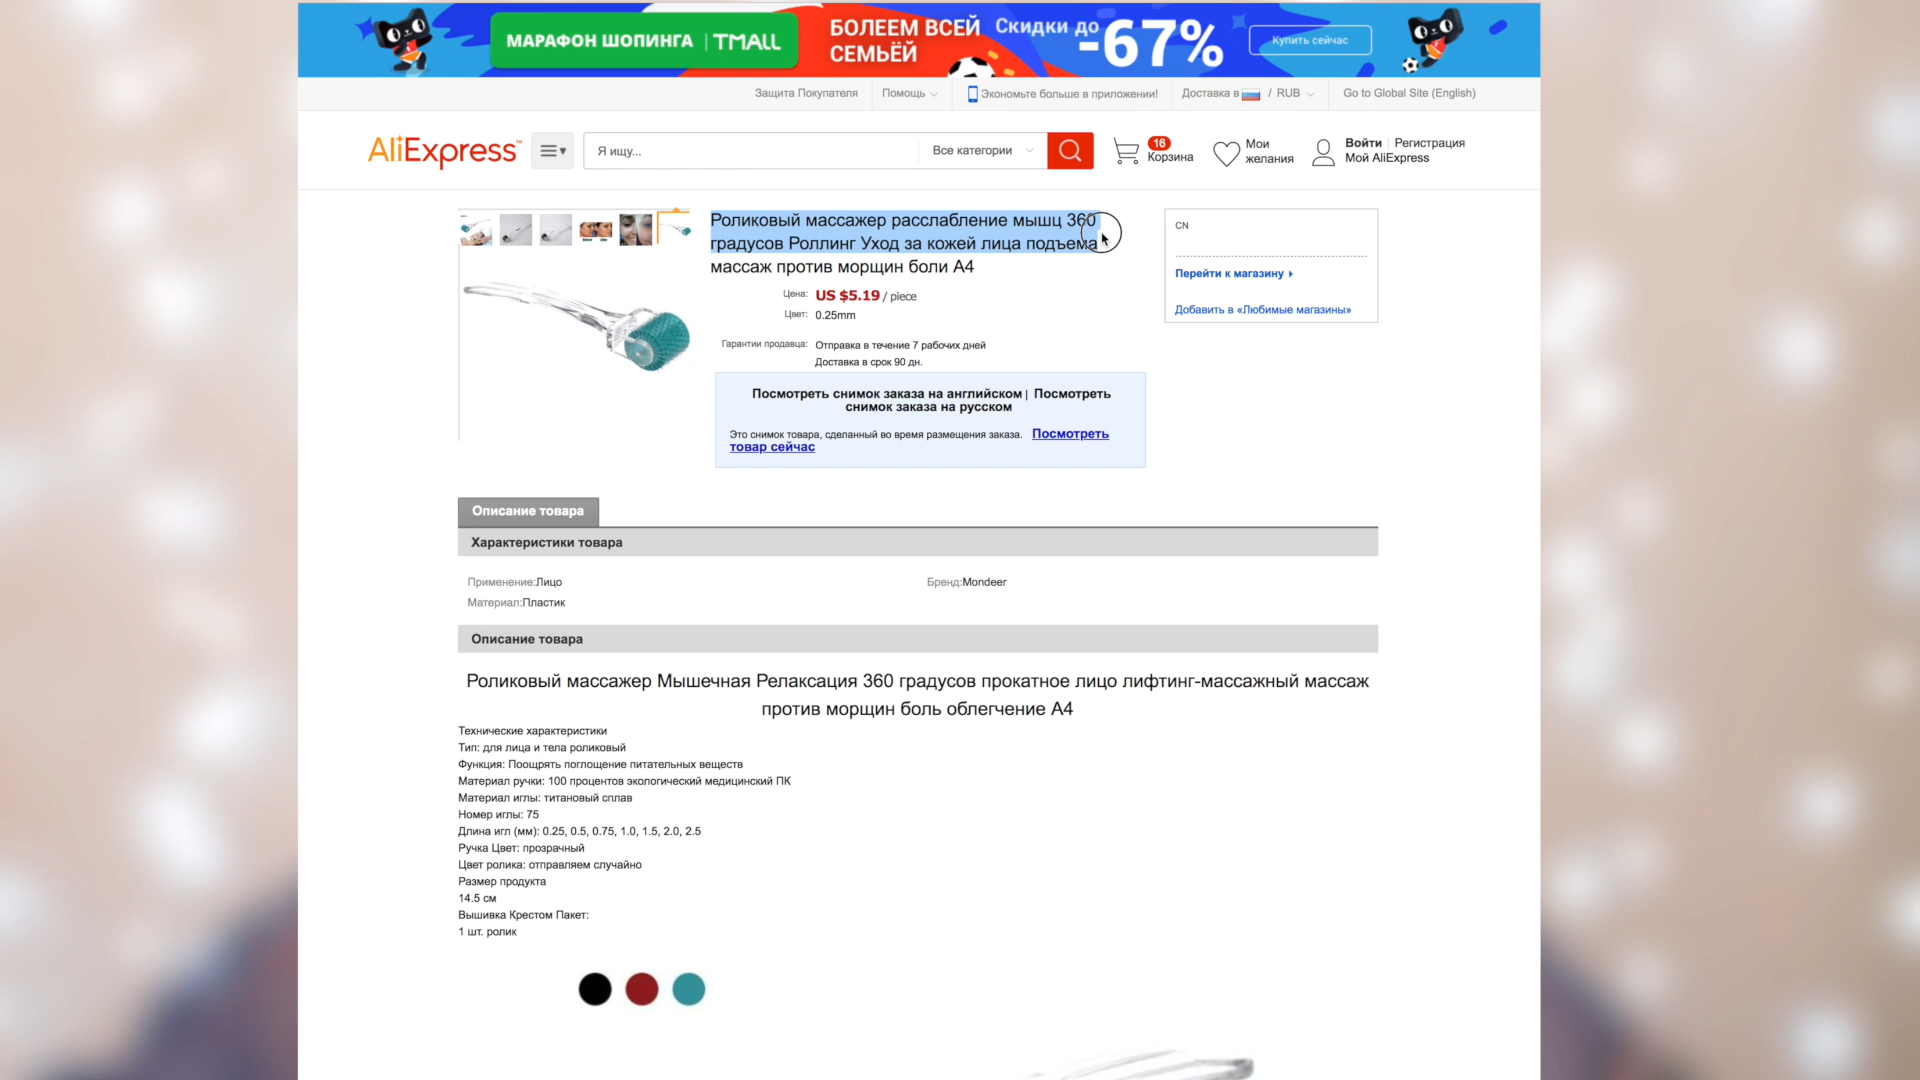 МАРАФОН ШОПИНГА | TMALL
БОЛЕЕМ ВСЕЙ СЕМЬЁЙ
Скидки до -67%
Купить сейчас
Защита Покупателя
Помощь
Экономьте больше в приложении!
Доставка в / RUB
Go to Global Site (English)
AliExpress™
Я ищу...
Все категории
16
Корзина
Мои желания
Войти | Регистрация
Мой AliExpress
Роликовый массажер расслабление мышц 360
градусов Роллинг Уход за кожей лица подъема
массаж против морщин боли A4
Цена: US $5.19 / piece
Цвет: 0.25mm
Гарантии продавца: Отправка в течение 7 рабочих дней
Доставка в срок 90 дн.
CN
Перейти к магазину
Добавить в «Любимые магазины»
Посмотреть снимок заказа на английском | Посмотреть
снимок заказа на русском
Это снимок товара, сделанный во время размещения заказа. Посмотреть
товар сейчас
Описание товара
Характеристики товара
Применение:Лицо
Бренд:Mondeer
Материал:Пластик
Описание товара
Роликовый массажер Мышечная Релаксация 360 градусов прокатное лицо лифтинг-массажный массаж
против морщин боль облегчение A4
Технические характеристики
Тип: для лица и тела роликовый
Функция: Поощрять поглощение питательных веществ
Материал ручки: 100 процентов экологический медицинский ПК
Материал иглы: титановый сплав
Номер иглы: 75
Длина игл (мм): 0.25, 0.5, 0.75, 1.0, 1.5, 2.0, 2.5
Ручка Цвет: прозрачный
Цвет ролика: отправляем случайно
Размер продукта
14.5 см
Вышивка Крестом Пакет:
1 шт. ролик